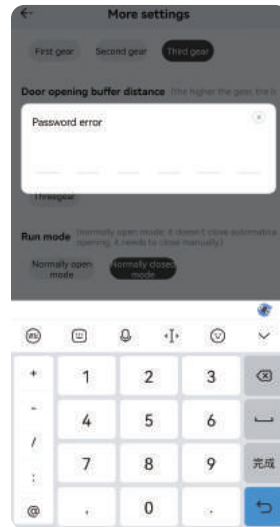 More settings
First gear Second gear Third gear
Door opening buffer distance (the higher the gear, the b
Password error
Threegear
Run mode (normally open mode, it doesn't close automatica
opening, it needs to close manually)
Normally open mode
Normally closed mode
+ 1 2 3
- 4 5 6
/ 7 8 9 完成
:
@ . 0 .